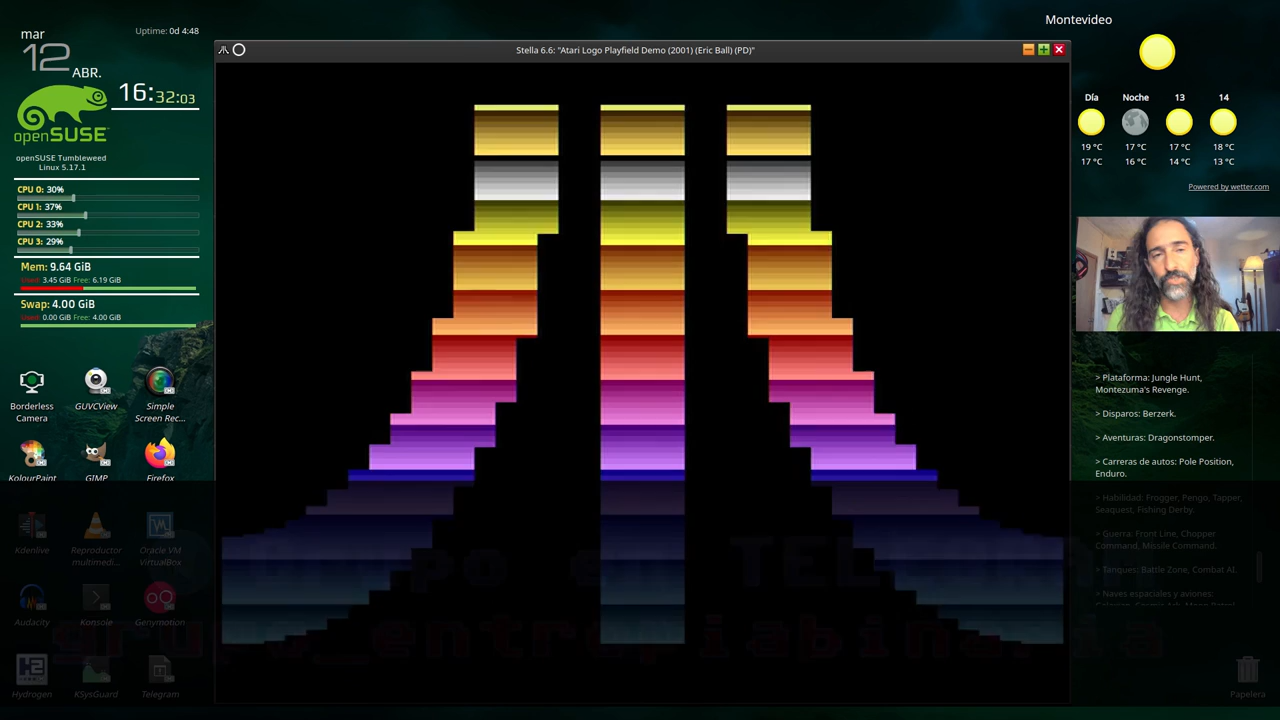 mar
12
ABR.
Uptime: 0d 4:48
16:32:03
openSUSE
openSUSE Tumbleweed
Linux 5.17.1
CPU 0: 30%
CPU 1: 37%
CPU 2: 33%
CPU 3: 29%
Mem: 9.64 GiB
Used: 3.45 GiB Free: 6.19 GiB
Swap: 4.00 GiB
Used: 0.00 GiB Free: 4.00 GiB
Borderless
Camera
GUVCView
Simple
Screen Rec...
KolourPaint
GIMP
Firefox
Kdenlive
Reproductor
multimedi...
Oracle VM
VirtualBox
Audacity
Konsole
Genymotion
Hydrogen
KSysGuard
Telegram
Stella 6.6: "Atari Logo Playfield Demo (2001) (Eric Ball) (PD)"
Montevideo
Día
Noche
13
14
19 °C
17 °C
17 °C
18 °C
17 °C
16 °C
14 °C
13 °C
Powered by wetter.com
> Plataforma: Jungle Hunt,
Montezuma's Revenge.
> Disparos: Berzerk.
> Aventuras: Dragonstomper.
> Carreras de autos: Pole Position,
Enduro.
> Habilidad: Frogger, Pengo, Tapper,
Seaquest, Fishing Derby.
> Guerra: Front Line, Chopper
Command, Missile Command.
> Tanques: Battle Zone, Combat AI.
> Naves espaciales y aviones:
Papelera